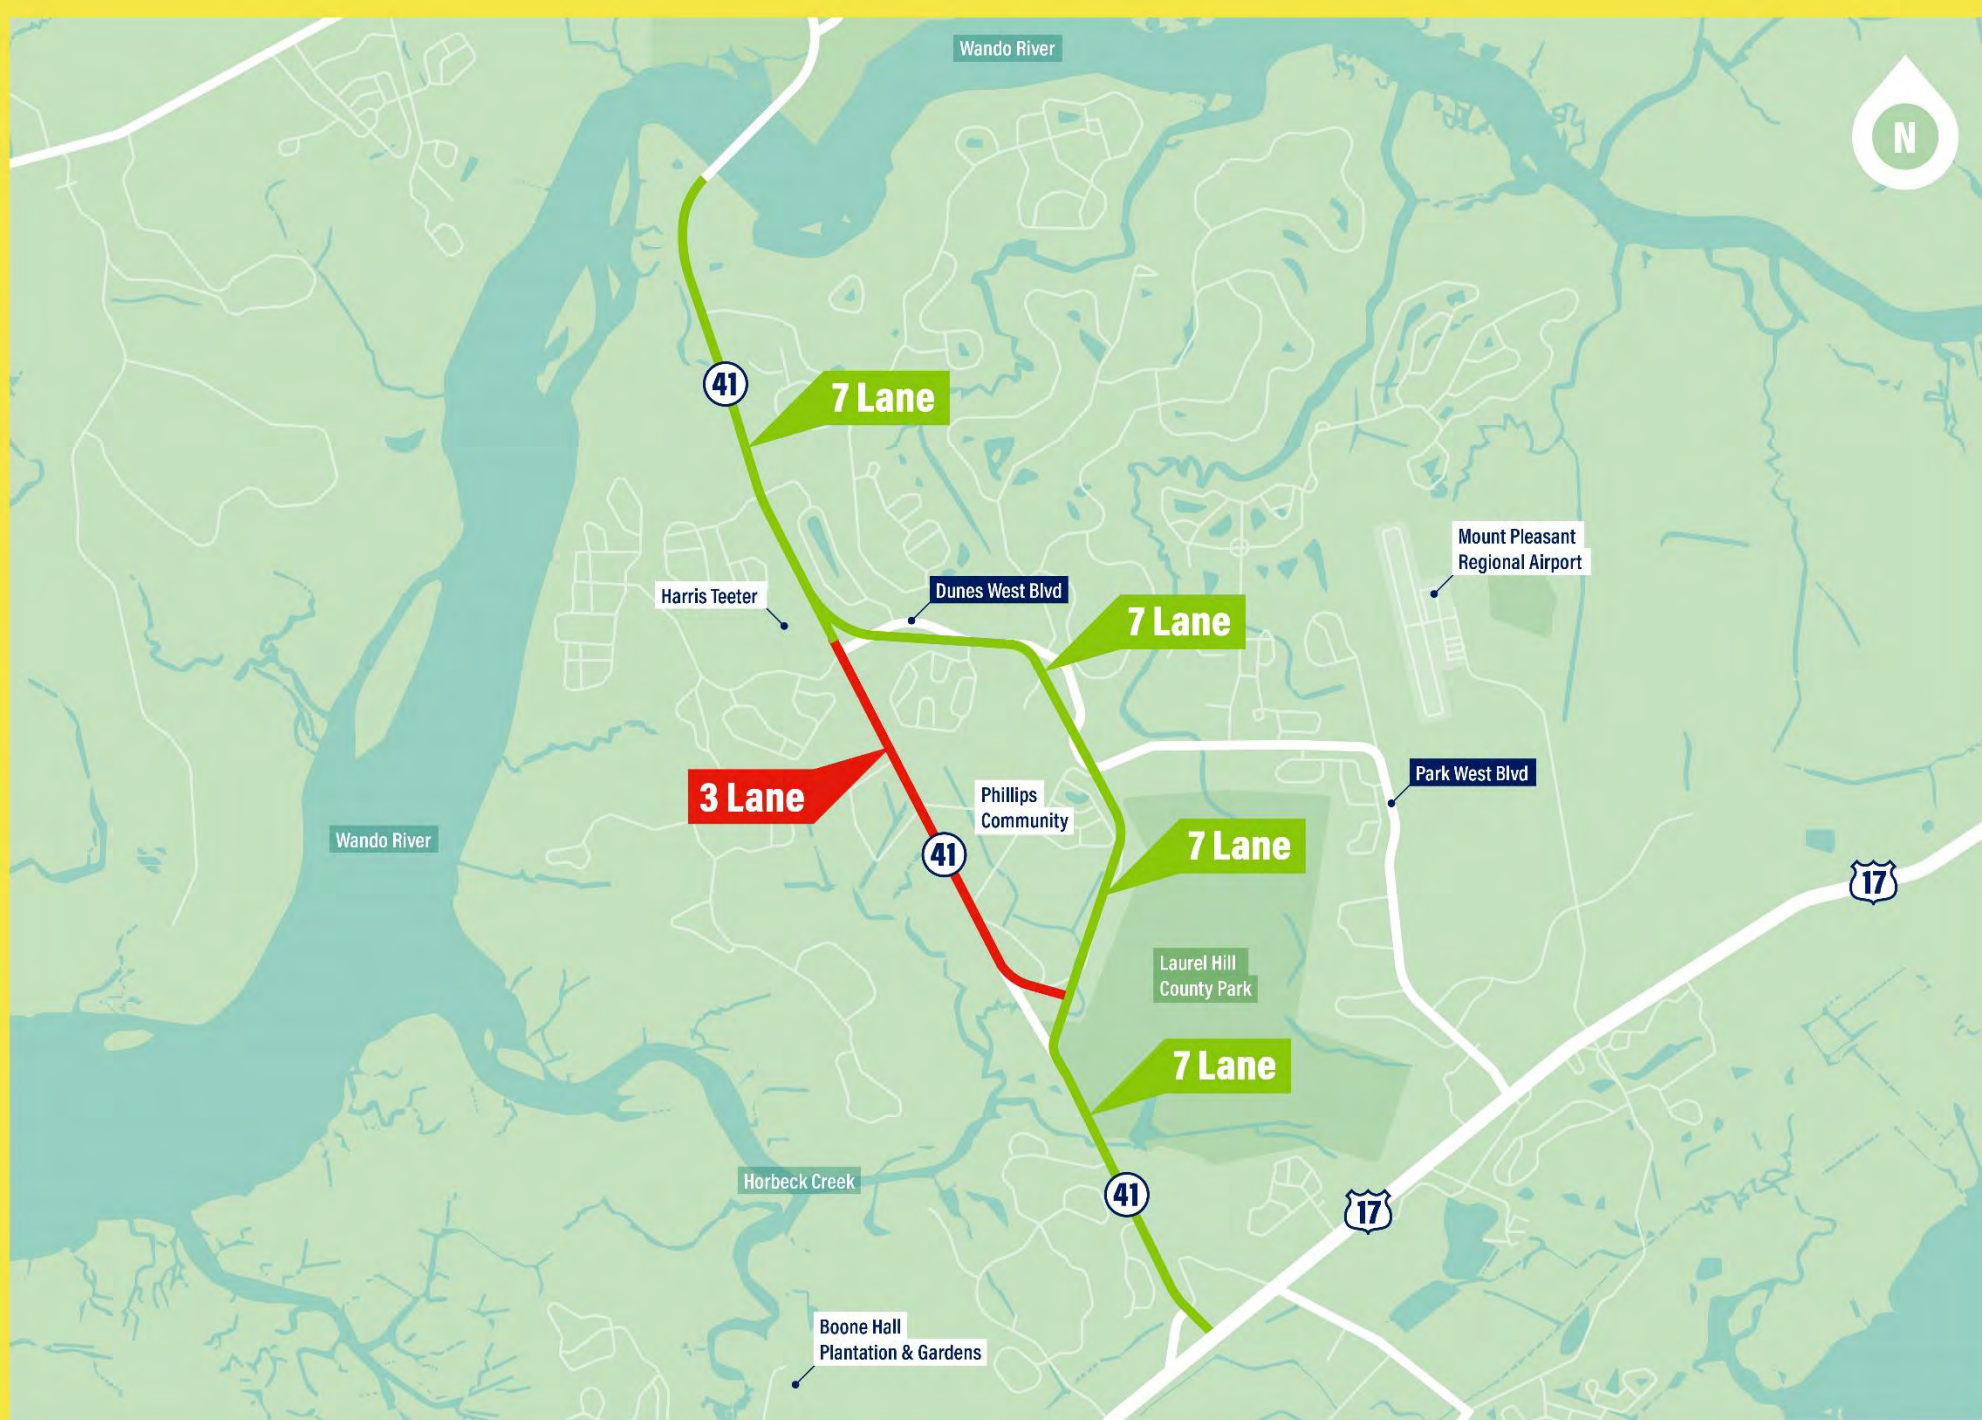 Wando River
N
41
7 Lane
Mount Pleasant
Regional Airport
Harris Teeter
Dunes West Blvd
7 Lane
3 Lane
Phillips
Community
Park West Blvd
Wando River
41
7 Lane
17
Laurel Hill
County Park
7 Lane
Horbeck Creek
41
17
Boone Hall
Plantation & Gardens